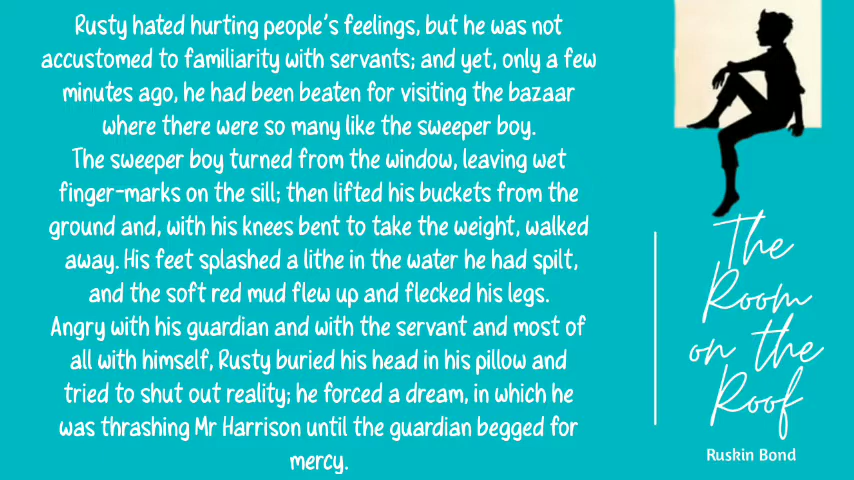 Rusty hated hurting people's feelings, but he was not
accustomed to familiarity with servants; and yet, only a few
minutes ago, he had been beaten for visiting the bazaar
where there were so many like the sweeper boy.
The sweeper boy turned from the window, leaving wet
finger-marks on the sill; then lifted his buckets from the
ground and, with his knees bent to take the weight, walked
away. His feet splashed a lithe in the water he had spilt,
and the soft red mud flew up and flecked his legs.
Angry with his guardian and with the servant and most of
all with himself, Rusty buried his head in his pillow and
tried to shut out reality; he forced a dream, in which he
was thrashing Mr Harrison until the guardian begged for
mercy.
The
Room
on the
Roof
Ruskin Bond